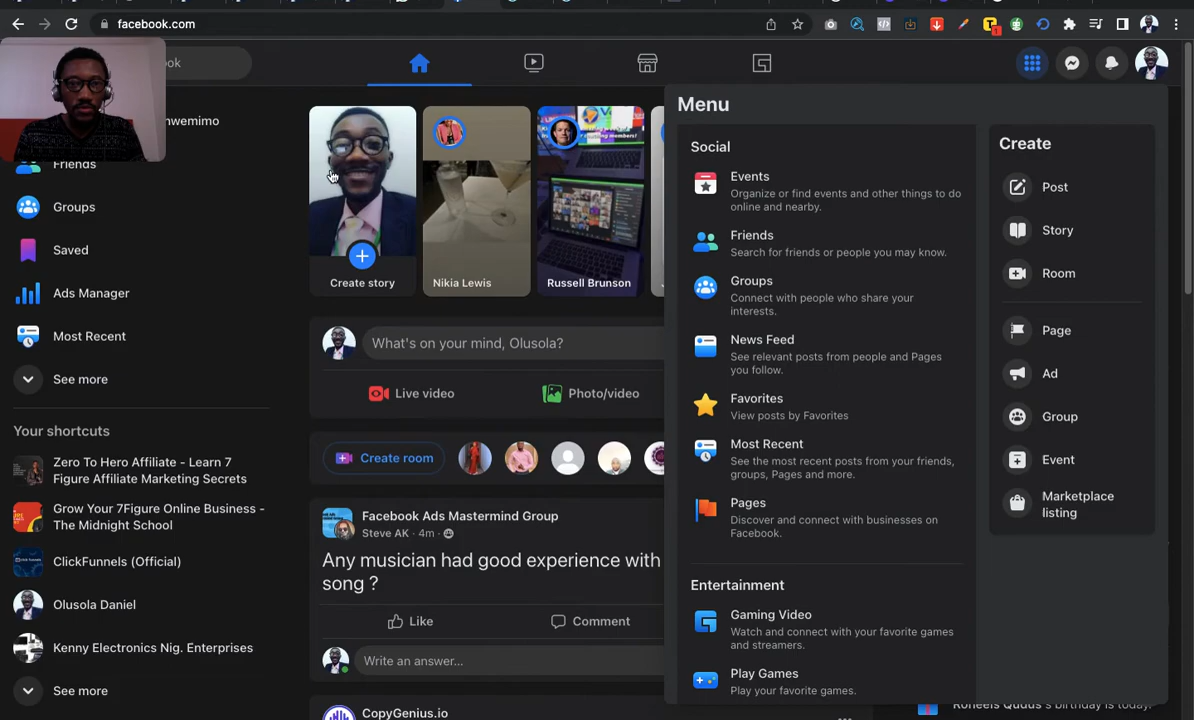 facebook.com
ook
nwemimo
Friends
Groups
Saved
Ads Manager
Most Recent
See more
Your shortcuts
Zero To Hero Affiliate - Learn 7
Figure Affiliate Marketing Secrets
Grow Your 7Figure Online Business -
The Midnight School
ClickFunnels (Official)
Olusola Daniel
Kenny Electronics Nig. Enterprises
See more
Create story
Nikia Lewis
Russell Brunson
What's on your mind, Olusola?
Live video
Photo/video
Create room
Facebook Ads Mastermind Group
Steve AK · 4m ·
Any musician had good experience with
song ?
Like
Comment
Write an answer...
CopyGenius.io
Menu
Social
Events
Organize or find events and other things to do
online and nearby.
Friends
Search for friends or people you may know.
Groups
Connect with people who share your
interests.
News Feed
See relevant posts from people and Pages
you follow.
Favorites
View posts by Favorites
Most Recent
See the most recent posts from your friends,
groups, Pages and more.
Pages
Discover and connect with businesses on
Facebook.
Entertainment
Gaming Video
Watch and connect with your favorite games
and streamers.
Play Games
Play your favorite games.
Create
Post
Story
Room
Page
Ad
Group
Event
Marketplace
listing
birthday is today.